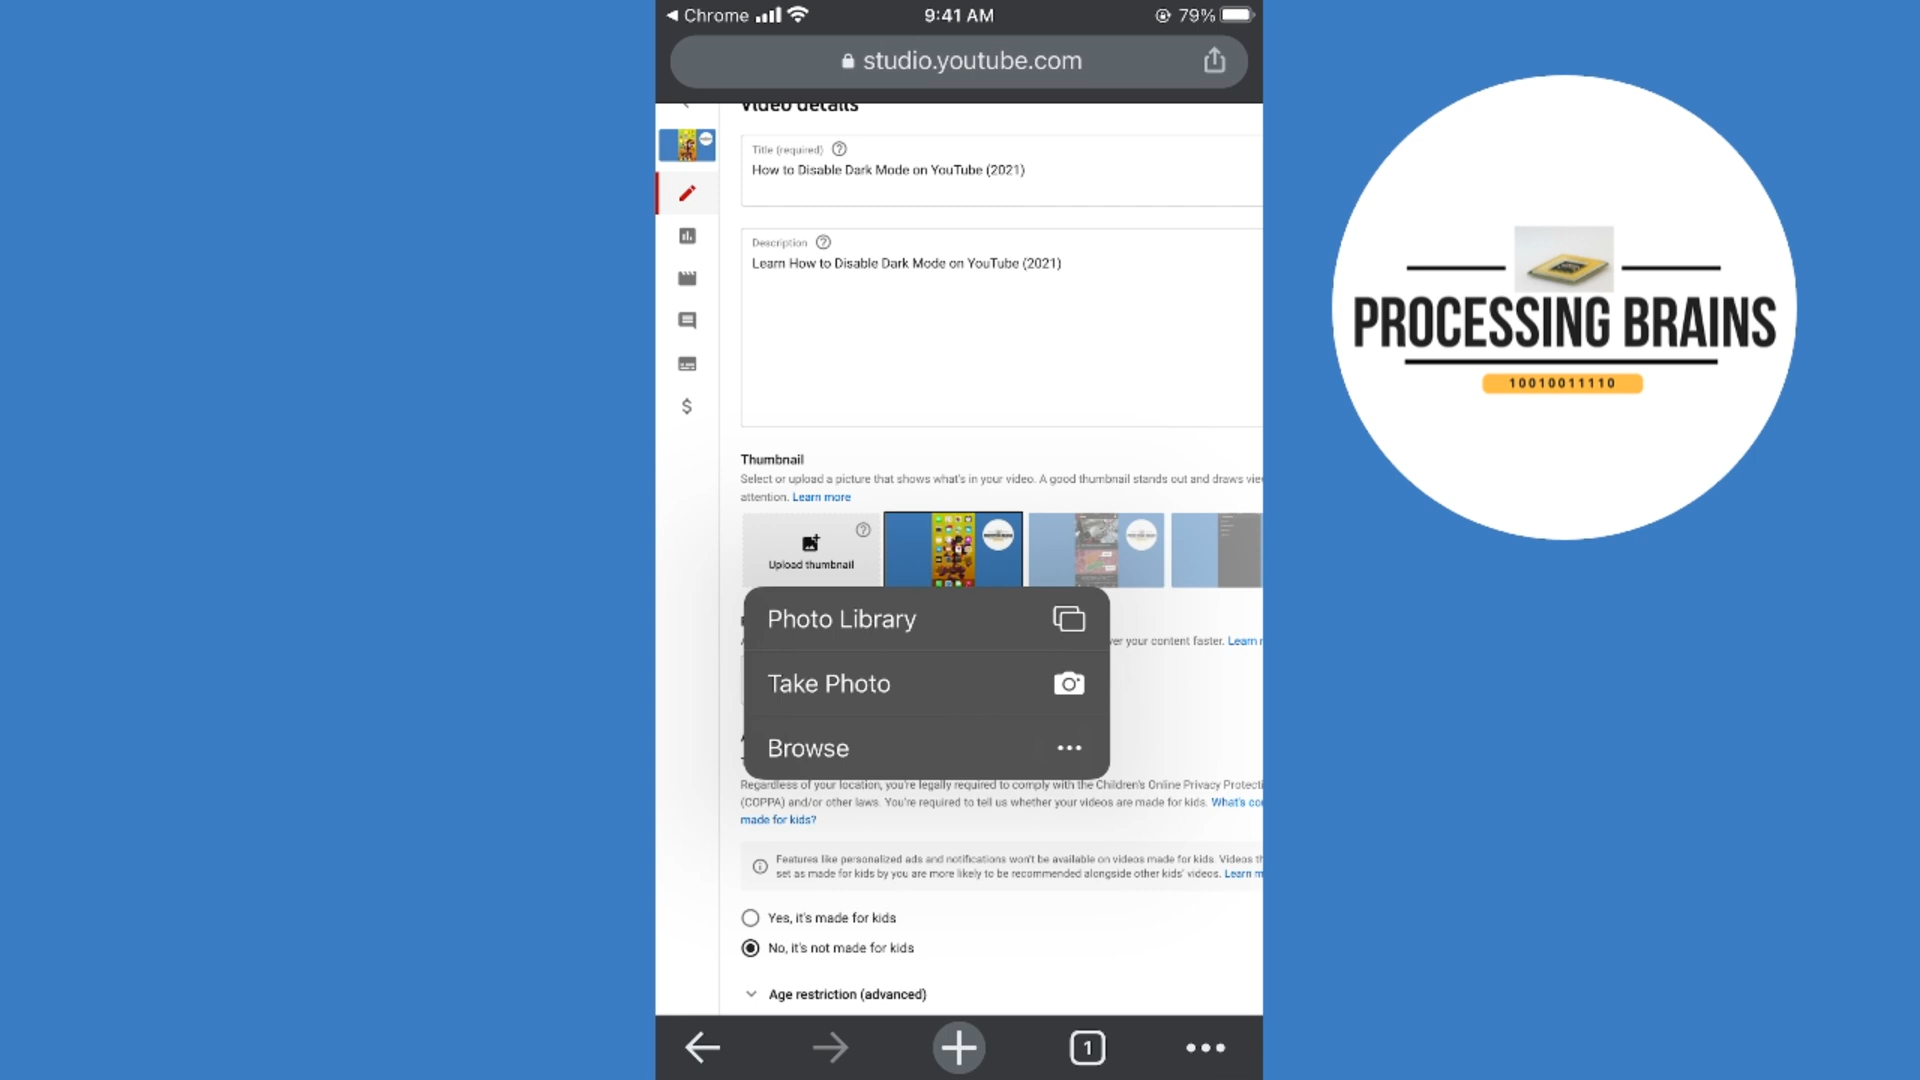 ◀ Chrome 9:41 AM 79%
studio.youtube.com
Video details
Title (required)
How to Disable Dark Mode on YouTube (2021)
Description
Learn How to Disable Dark Mode on YouTube (2021)
Thumbnail
Select or upload a picture that shows what's in your video. A good thumbnail stands out and draws
attention. Learn more
Upload thumbnail
Photo Library
er your content faster. Learn
Take Photo
Browse
Regardless of your location, you're legally required to comply with the Children's Online Privacy Protecti
(COPPA) and/or other laws. You're required to tell us whether your videos are made for kids. What's co
made for kids?
Features like personalized ads and notifications won't be available on videos made for kids. Videos th
set as made for kids by you are more likely to be recommended alongside other kids' videos. Learn m
Yes, it's made for kids
No, it's not made for kids
Age restriction (advanced)
1
PROCESSING BRAINS
10010011110